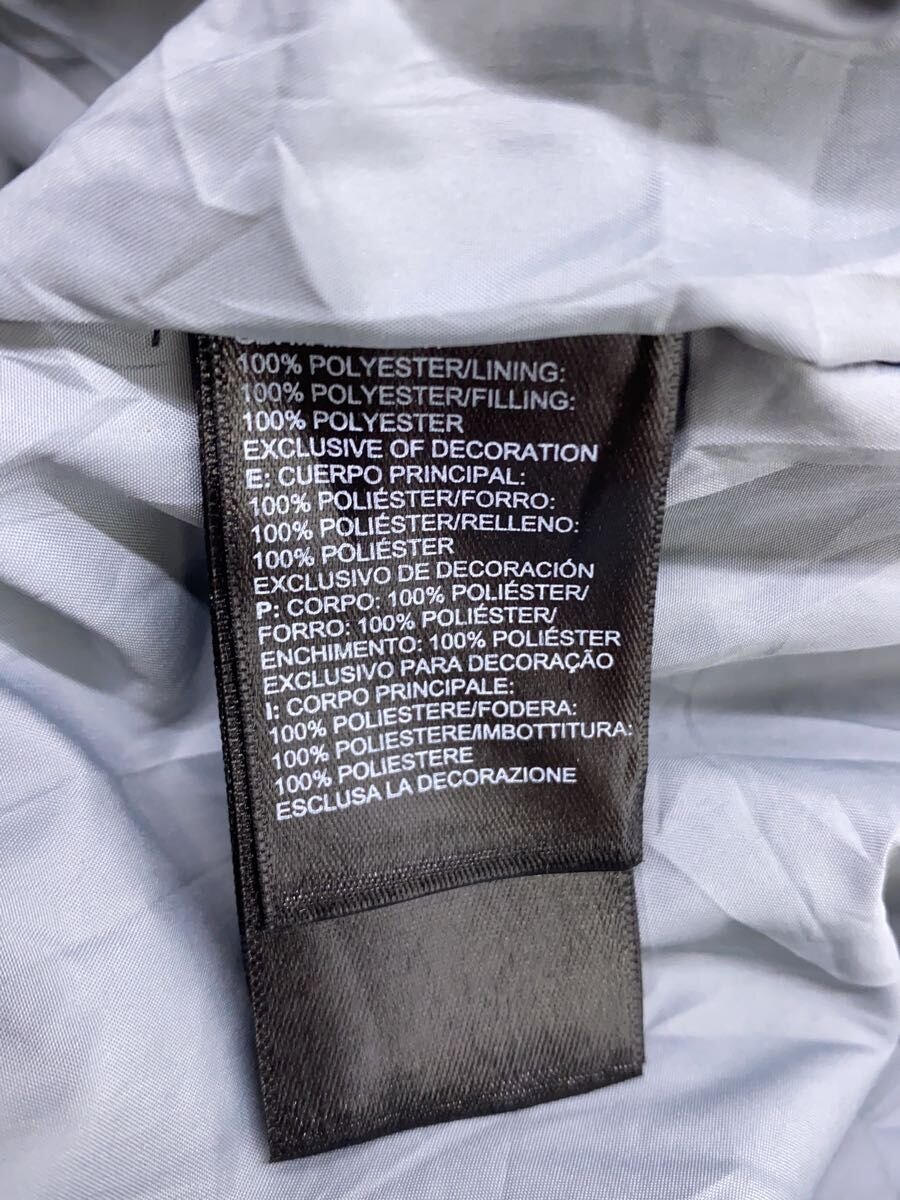 100% POLYESTER/LINING:
100% POLYESTER/FILLING:
100% POLYESTER
EXCLUSIVE OF DECORATION
E: CUERPO PRINCIPAL:
100% POLIÉSTER/FORRO:
100% POLIÉSTER/RELLENO:
100% POLIÉSTER
EXCLUSIVO DE DECORACIÓN
P: CORPO: 100% POLIÉSTER/
FORRO: 100% POLIÉSTER/
ENCHIMENTO: 100% POLIÉSTER
EXCLUSIVO PARA DECORAÇÃO
I: CORPO PRINCIPALE:
100% POLIESTERE/FODERA:
100% POLIESTERE/IMBOTTITURA:
100% POLIESTERE
ESCLUSA LA DECORAZIONE